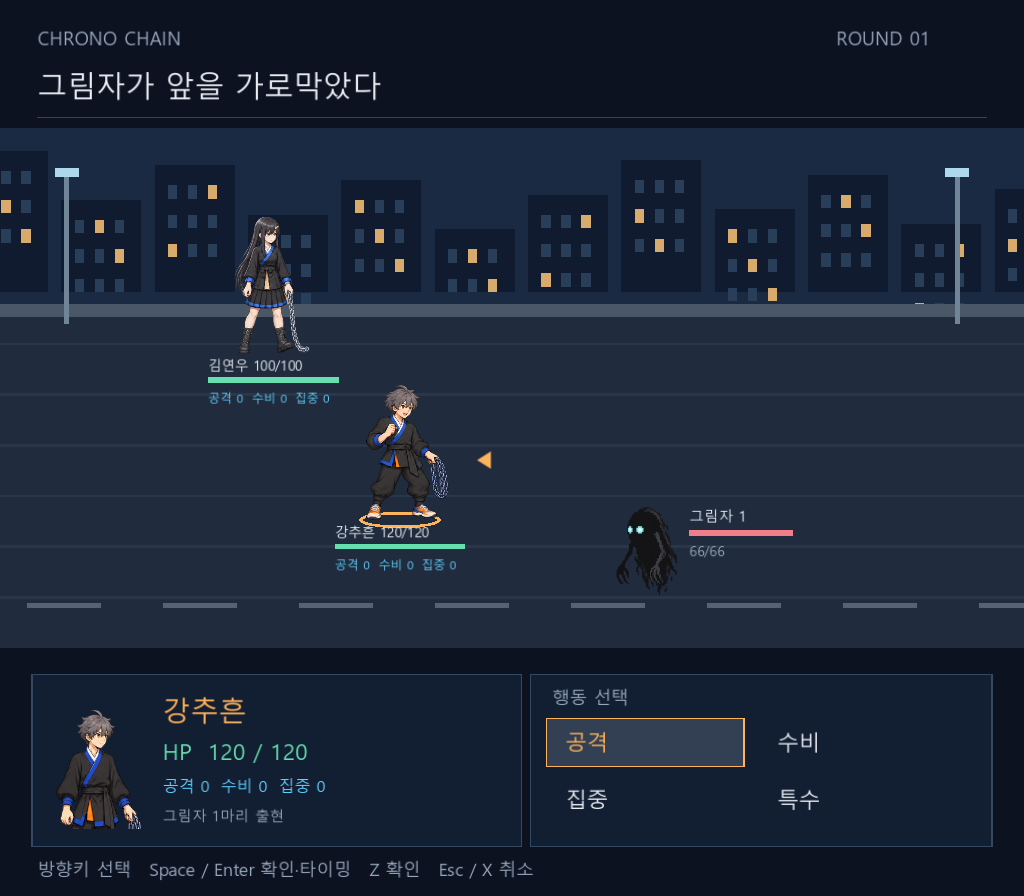 CHRONO CHAIN
ROUND 01
그림자가 앞을 가로막았다
김연우 100/100
공격 0 수비 0 집중 0
강추흔 120/120
공격 0 수비 0 집중 0
그림자 1
66/66
강추흔
HP 120 / 120
공격 0 수비 0 집중 0
그림자 1마리 출현
행동 선택
공격
수비
집중
특수
방향키 선택 Space / Enter 확인·타이밍 Z 확인 Esc / X 취소